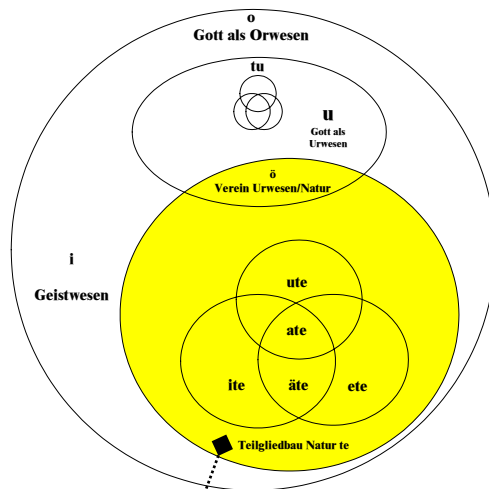 o
Gott als Orwesen
tu
u
Gott als
Urwesen
ö
Verein Urwesen/Natur
i
Geistwesen
ute
ate
ite
äte
ete
Teilgliedbau Natur te